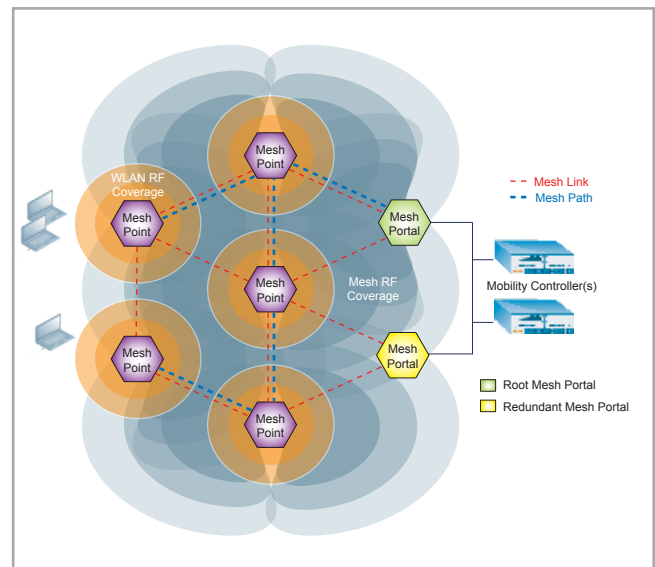 Mesh
Point
WLAN RF
Coverage
Mesh
Point
Mesh
Portal
Mesh Link
Mesh Path
Mesh
Point
Mesh RF
Coverage
Mobility Controller(s)
Mesh
Point
Mesh
Portal
Root Mesh Portal
Redundant Mesh Portal
Mesh
Point